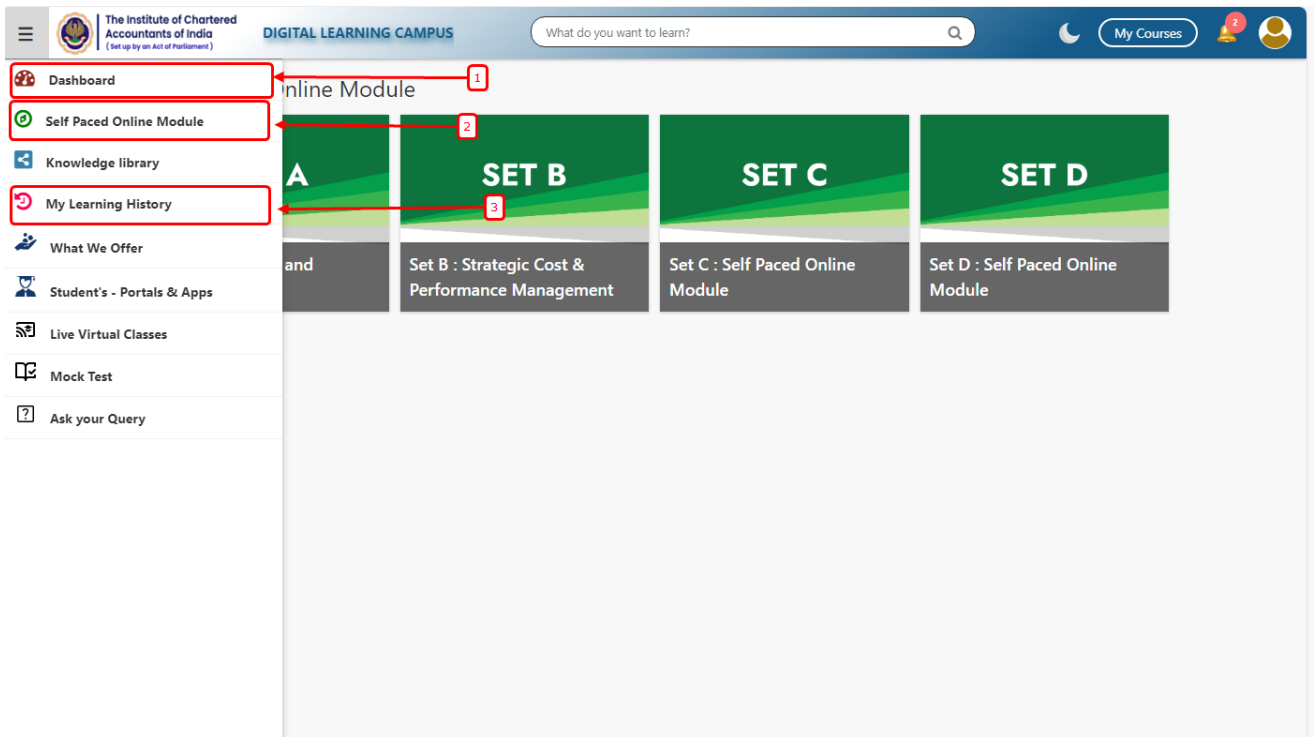 The Institute of Chartered
Accountants of India
( Set up by an Act of Parliament )
DIGITAL LEARNING CAMPUS
What do you want to learn?
My Courses
2
Dashboard
1
Self Paced Online Module
2
Knowledge library
My Learning History
3
What We Offer
Student's - Portals & Apps
Live Virtual Classes
Mock Test
Ask your Query
nline Module
A
and
SET B
Set B : Strategic Cost &
Performance Management
SET C
Set C : Self Paced Online
Module
SET D
Set D : Self Paced Online
Module